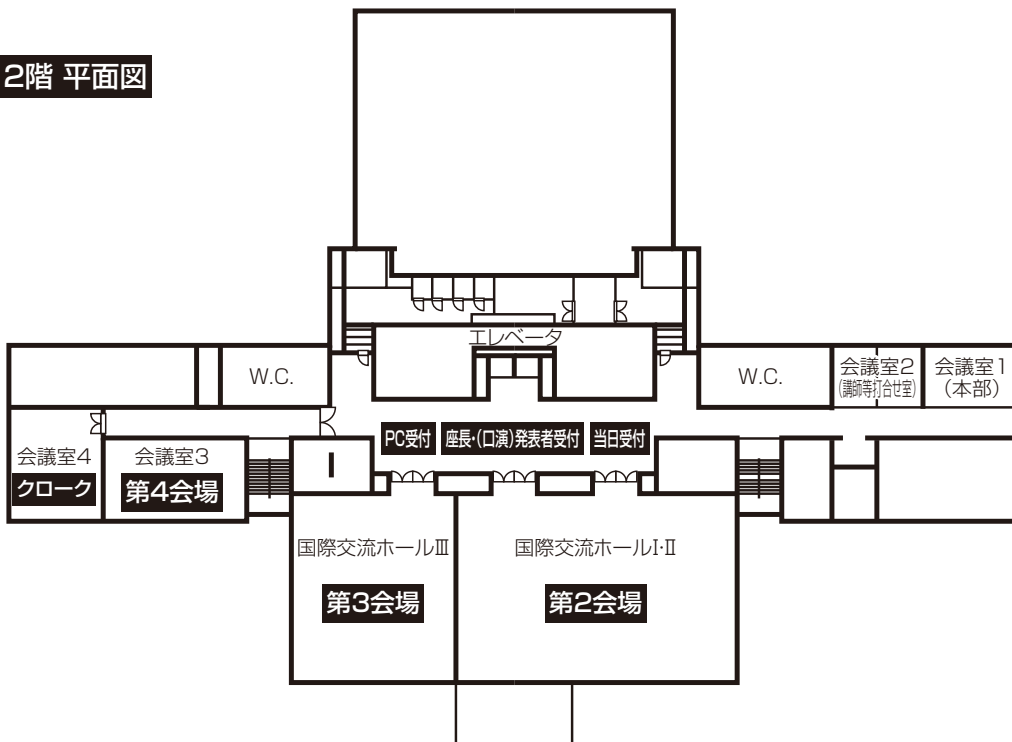 2階 平面図
エレベータ
W.C.
W.C.
会議室2
(講師等打合せ室)
会議室1
(本部)
PC受付
座長・(口演)発表者受付
当日受付
会議室4
クローク
会議室3
第4会場
国際交流ホールⅢ
第3会場
国際交流ホールⅠ・Ⅱ
第2会場